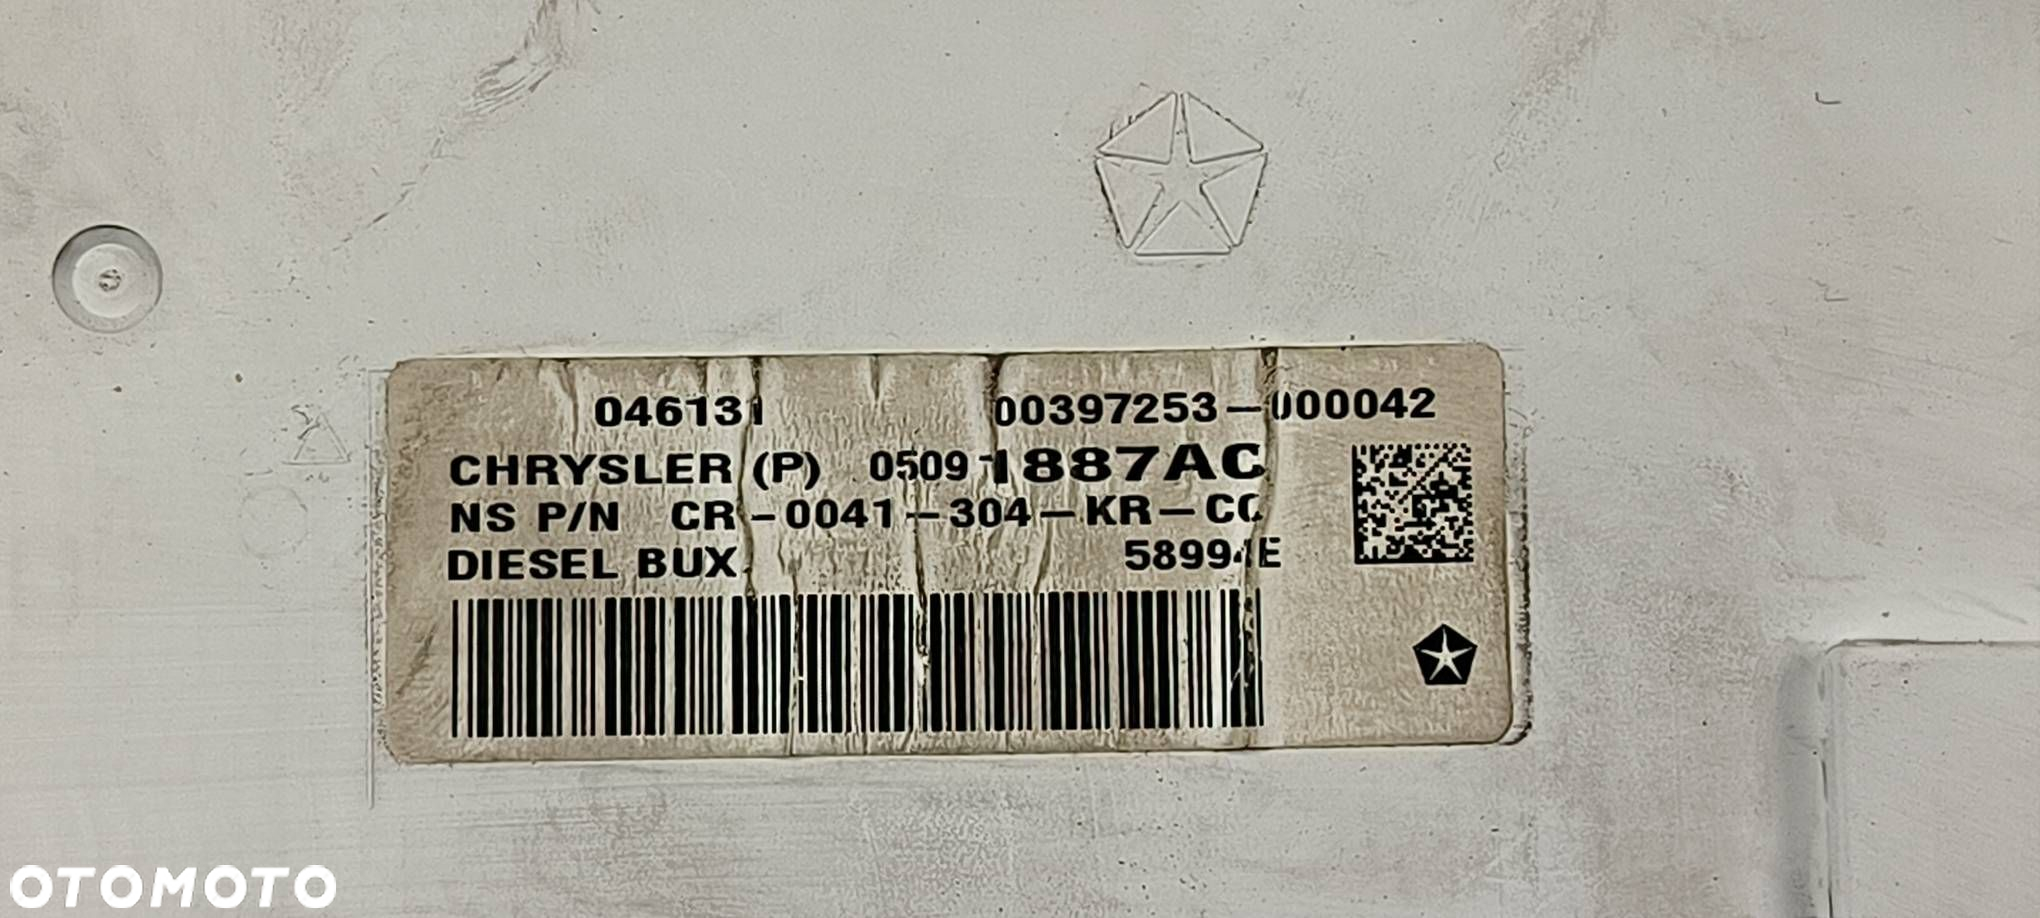 046131 00397253-000042
CHRYSLER (P) 05091887AC
NS P/N CR-0041-304-KR-CC
DIESEL BUX 58994E
OTOMOTO